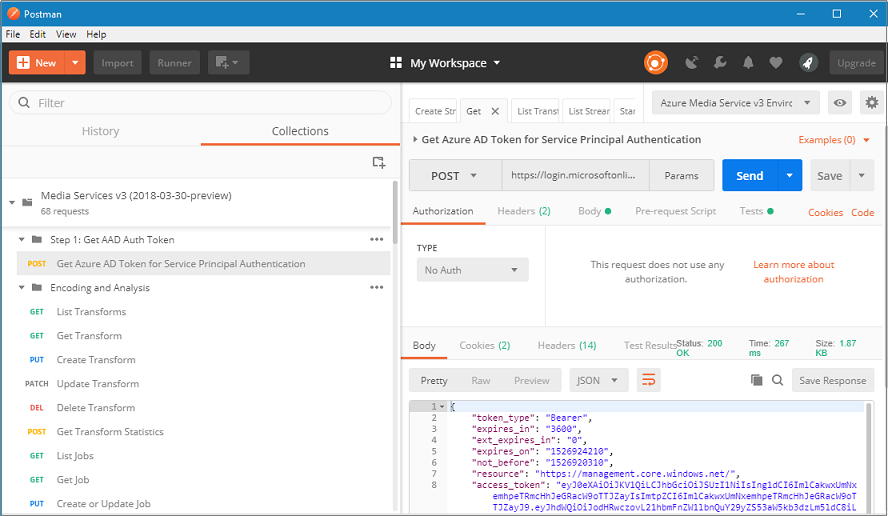 Postman
File Edit View Help
New Import Runner My Workspace Upgrade
Filter
History Collections
Media Services v3 (2018-03-30-preview)
68 requests
Step 1: Get AAD Auth Token
POST Get Azure AD Token for Service Principal Authentication
Encoding and Analysis
GET List Transforms
GET Get Transform
PUT Create Transform
PATCH Update Transform
DEL Delete Transform
POST Get Transform Statistics
GET List Jobs
GET Get Job
PUT Create or Update Job
Create Str Get List Transf List Stream Star Azure Media Service v3 Enviro
Get Azure AD Token for Service Principal Authentication Examples (0)
POST https://login.microsoftonli... Params Send Save
Authorization Headers (2) Body Pre-request Script Tests Cookies Code
TYPE
No Auth
This request does not use any
authorization.
Learn more about
authorization
Body Cookies (2) Headers (14) Test Results Status: 200 OK Time: 267 ms Size: 1.87 KB
Pretty Raw Preview JSON Save Response
1 {
2 "token_type": "Bearer",
3 "expires_in": "3600",
4 "ext_expires_in": "0",
5 "expires_on": "1526924210",
6 "not_before": "1526920310",
7 "resource": "https://management.core.windows.net/",
8 "access_token":